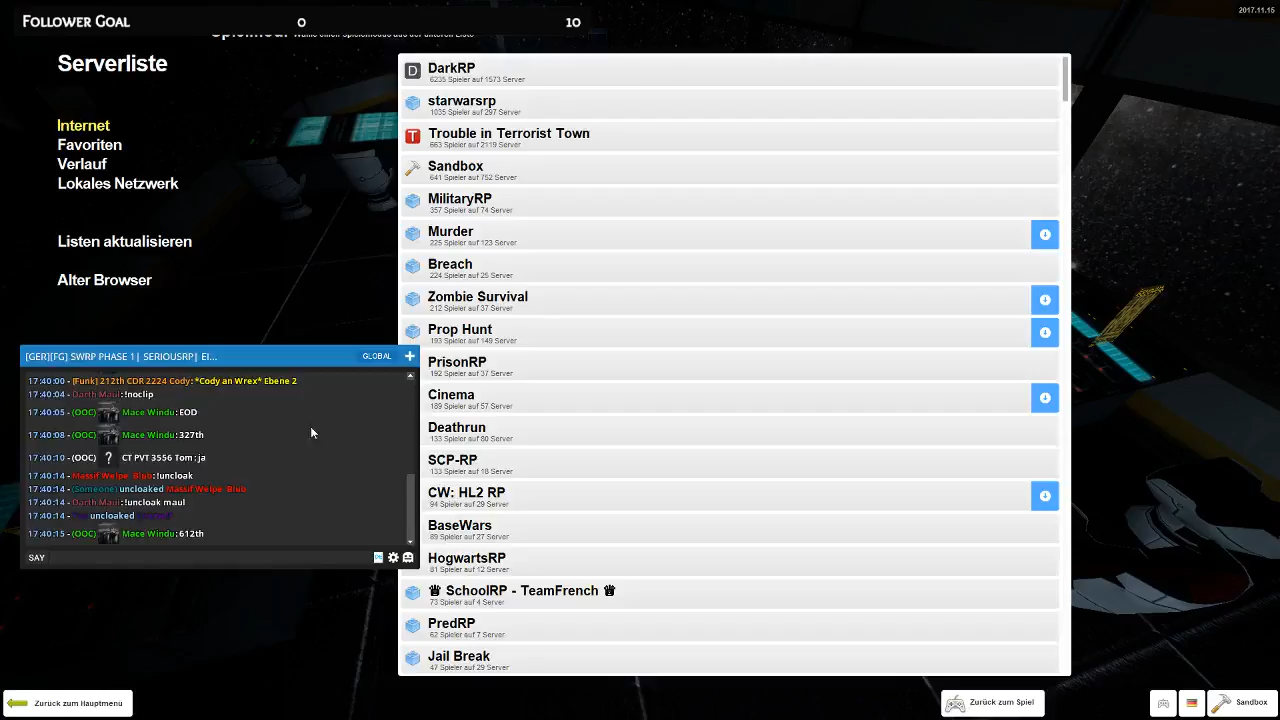 FOLLOWER GOAL 0 10
2017.11.15
Serverliste
Internet
Favoriten
Verlauf
Lokales Netzwerk
Listen aktualisieren
Alter Browser
DarkRP
6235 Spieler auf 1573 Server
starwarsrp
1035 Spieler auf 297 Server
Trouble in Terrorist Town
663 Spieler auf 2119 Server
Sandbox
641 Spieler auf 752 Server
MilitaryRP
357 Spieler auf 74 Server
Murder
225 Spieler auf 123 Server
Breach
224 Spieler auf 25 Server
Zombie Survival
212 Spieler auf 37 Server
Prop Hunt
193 Spieler auf 149 Server
PrisonRP
192 Spieler auf 37 Server
Cinema
189 Spieler auf 57 Server
Deathrun
133 Spieler auf 80 Server
SCP-RP
133 Spieler auf 18 Server
CW: HL2 RP
94 Spieler auf 29 Server
BaseWars
89 Spieler auf 27 Server
HogwartsRP
81 Spieler auf 12 Server
♛ SchoolRP - TeamFrench ♛
73 Spieler auf 4 Server
PredRP
62 Spieler auf 7 Server
Jail Break
47 Spieler auf 29 Server
[GER][FG] SWRP PHASE 1| SERIOUSRP| EI... GLOBAL +
17:40:00 - [Funk] 212th CDR 2224 Cody: *Cody an Wrex* Ebene 2
17:40:04 - Darth Maul: !noclip
17:40:05 - (OOC) Mace Windu: EOD
17:40:08 - (OOC) Mace Windu: 327th
17:40:10 - (OOC) CT PVT 3556 Tom: ja
17:40:14 - Massif Welpe Blub: !uncloak
17:40:14 - (Someone) uncloaked Massif Welpe Blub
17:40:14 - Darth Maul: !uncloak maul
17:40:14 - uncloaked
17:40:15 - (OOC) Mace Windu: 612th
SAY
Zurück zum Hauptmenu
Zurück zum Spiel
Sandbox